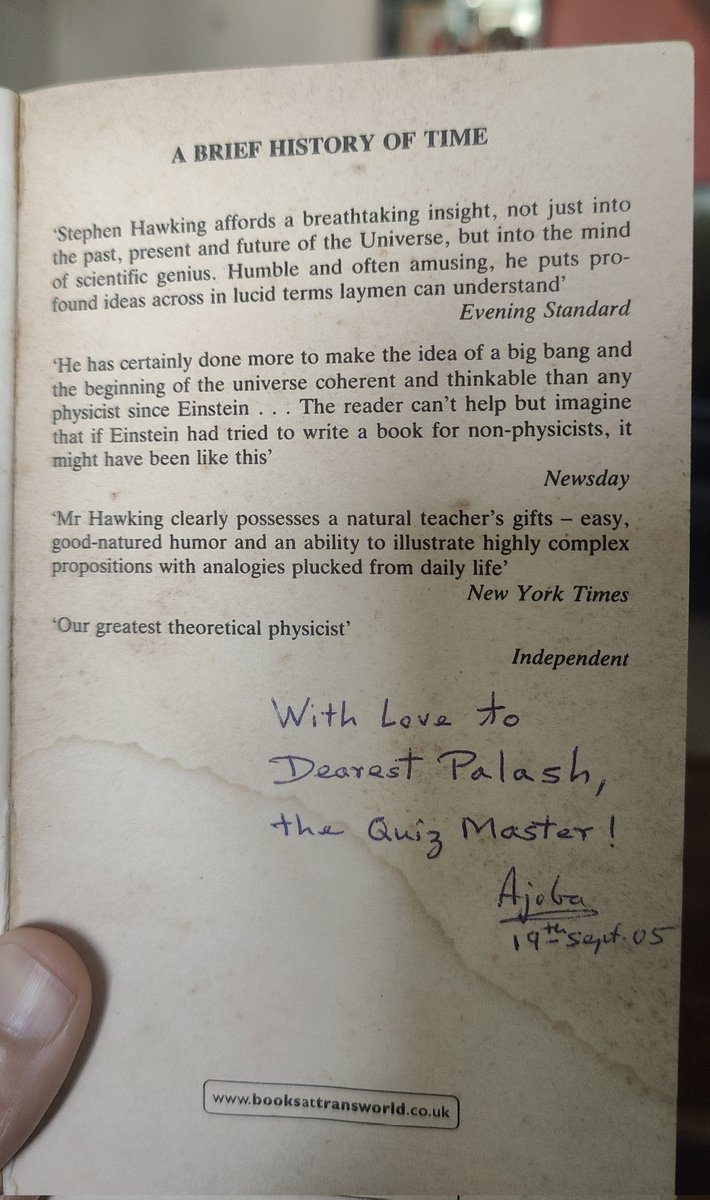 A BRIEF HISTORY OF TIME
‘Stephen Hawking affords a breathtaking insight, not just into
the past, present and future of the Universe, but into the mind
of scientific genius. Humble and often amusing, he puts pro-
found ideas across in lucid terms laymen can understand’
Evening Standard
‘He has certainly done more to make the idea of a big bang and
the beginning of the universe coherent and thinkable than any
physicist since Einstein . . . The reader can’t help but imagine
that if Einstein had tried to write a book for non-physicists, it
might have been like this’
Newsday
‘Mr Hawking clearly possesses a natural teacher’s gifts – easy,
good-natured humor and an ability to illustrate highly complex
propositions with analogies plucked from daily life’
New York Times
‘Our greatest theoretical physicist’
Independent
With Love to
Dearest Palash,
the Quiz Master!
Ajoba
19th Sept. 05
www.booksattransworld.co.uk